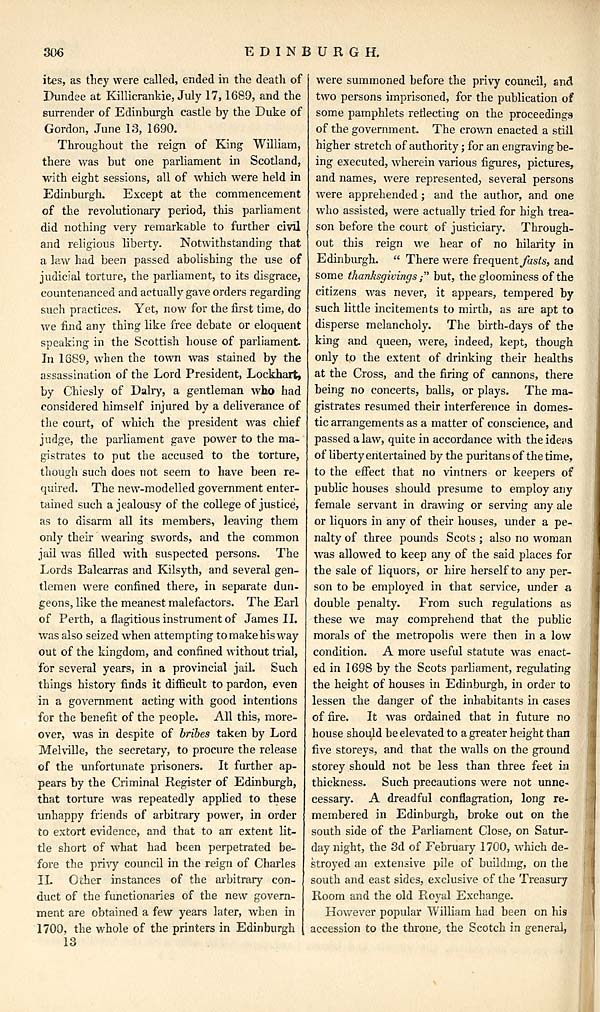 306
EDINBURGH.
ites, as they were called, ended in the death of
Dundee at Killicrankie, July 17, 1689, and the
surrender of Edinburgh castle by the Duke of
Gordon, June 13, 1690.
Throughout the reign of King William,
there was but one parliament in Scotland,
with eight sessions, all of which were held in
Edinburgh. Except at the commencement
of the revolutionary period, this parliament
did nothing very remarkable to further civil
and religious liberty. Notwithstanding that
a law had been passed abolishing the use of
judicial torture, the parliament, to its disgrace,
countenanced and actually gave orders regarding
such practices. Yet, now for the first time, do
we find any thing like free debate or eloquent
speaking in the Scottish house of parliament.
In 1689, when the town was stained by the
assassination of the Lord President, Lockhart,
by Chiesly of Dalry, a gentleman who had
considered himself injured by a deliverance of
the court, of which the president was chief
judge, the parliament gave power to the ma-
gistrates to put the accused to the torture,
though such does not seem to have been re-
quired. The new-modelled government enter-
tained such a jealousy of the college of justice,
as to disarm all its members, leaving them
only their wearing swords, and the common
jail was filled with suspected persons. The
Lords Balcarras and Kilsyth, and several gen-
tlemen were confined there, in separate dun-
geons, like the meanest malefactors. The Earl
of Perth, a flagitious instrument of James II.
was also seized when attempting to make his way
out of the kingdom, and confined without trial,
for several years, in a provincial jail. Such
things history finds it difficult to pardon, even
in a government acting with good intentions
for the benefit of the people. All this, more-
over, was in despite of bribes taken by Lord
Melville, the secretary, to procure the release
of the unfortunate prisoners. It further ap-
pears by the Criminal Register of Edinburgh,
that torture was repeatedly applied to these
unhappy friends of arbitrary power, in order
to extort evidence, and that to an extent lit-
tle short of what had been perpetrated be-
fore the privy council in the reign of Charles
II. Other instances of the arbitrary con-
duct of the functionaries of the new govern-
ment are obtained a few years later, when in
1700, the whole of the printers in Edinburgh
13
were summoned before the privy council, and
two persons imprisoned, for the publication of
some pamphlets reflecting on the proceedings
of the government. The crown enacted a still
higher stretch of authority; for an engraving be-
ing executed, wherein various figures, pictures,
and names, were represented, several persons
were apprehended; and the author, and one
who assisted, were actually tried for high trea-
son before the court of justiciary. Through-
out this reign we hear of no hilarity in
Edinburgh. "There were frequent fasts, and
some thanksgivings;" but, the gloominess of the
citizens was never, it appears, tempered by
such little incitements to mirth, as are apt to
disperse melancholy. The birth-days of the
king and queen, were, indeed, kept, though
only to the extent of drinking their healths
at the Cross, and the firing of cannons, there
being no concerts, balls, or plays. The ma-
gistrates resumed their interference in domes-
tic arrangements as a matter of conscience, and
passed a law, quite in accordance with the ideas
of liberty entertained by the puritans of the time,
to the effect that no vintners or keepers of
public houses should presume to employ any
female servant in drawing or serving any ale
or liquors in any of their houses, under a pe-
nalty of three pounds Scots; also no woman
was allowed to keep any of the said places for
the sale of liquors, or hire herself to any per-
son to be employed in that service, under a
double penalty. From such regulations as
these we may comprehend that the public
morals of the metropolis were then in a low
condition. A more useful statute was enact-
ed in 1698 by the Scots parliament, regulating
the height of houses in Edinburgh, in order to
lessen the danger of the inhabitants in cases
of fire. It was ordained that in future no
house should be elevated to a greater height than
five storeys, and that the walls on the ground
storey should not be less than three feet in
thickness. Such precautions were not unne-
cessary. A dreadful conflagration, long re-
membered in Edinburgh, broke out on the
south side of the Parliament Close, on Satur-
day night, the 3d of February 1700, which de-
stroyed an extensive pile of building, on the
south and east sides, exclusive of the Treasury
Room and the old Royal Exchange.
However popular William had been on his
accession to the throne, the Scotch in general,